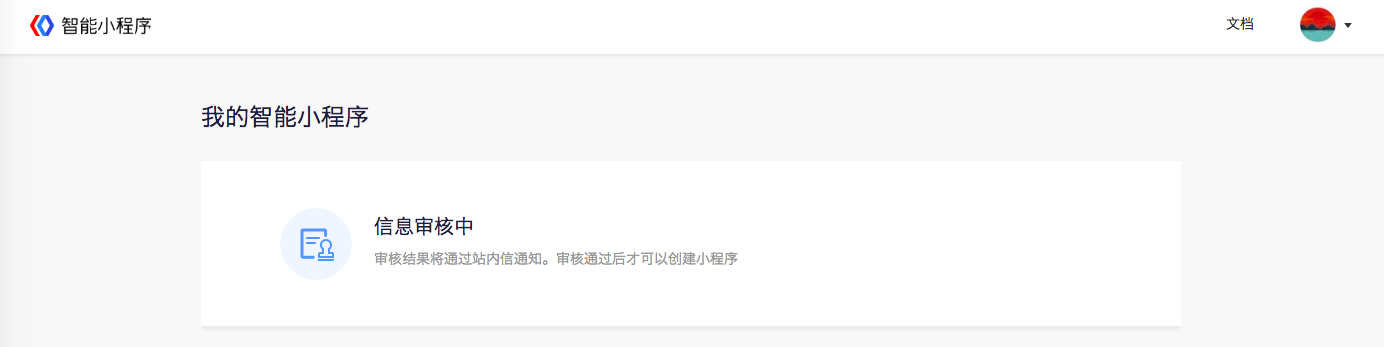 智能小程序
文档
我的智能小程序
信息审核中
审核结果将通过站内信通知。审核通过后才可以创建小程序